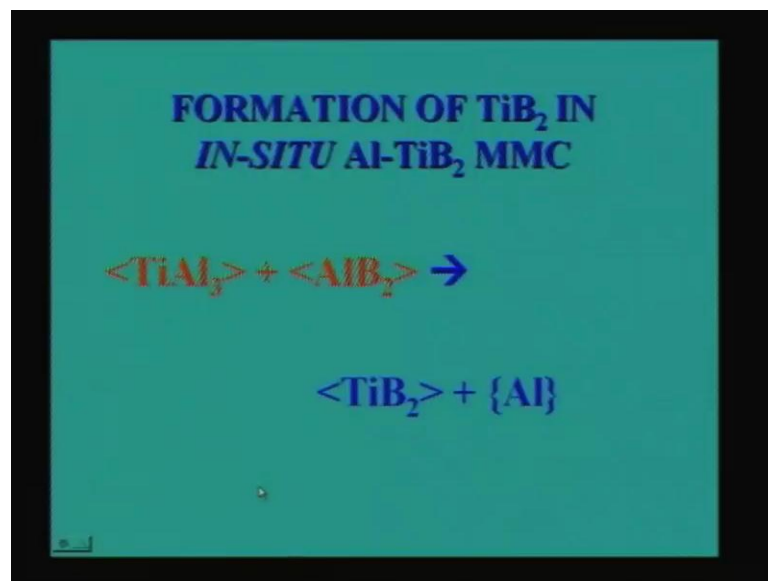 FORMATION OF TiB₂ IN
IN-SITU Al-TiB₂ MMC
<TiAl₃> + <AlB₂> →
<TiB₂> + {Al}